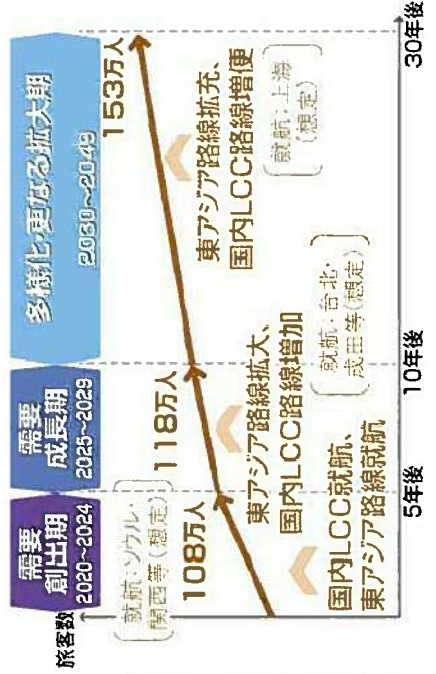 旅客数
需要
創出期
2020~2024
需要
成長期
2025~2029
多様化・更なる拡大期
2030~2049
就航:ソウル・
関西等(想定)
108万人
118万人
153万人
国内LCC就航、
東アジア路線就航
東アジア路線拡大、
国内LCC路線増加
就航:台北・
成田等(想定)
東アジア路線拡充、
国内LCC路線増便
就航:上海
(想定)
5年後
10年後
30年後